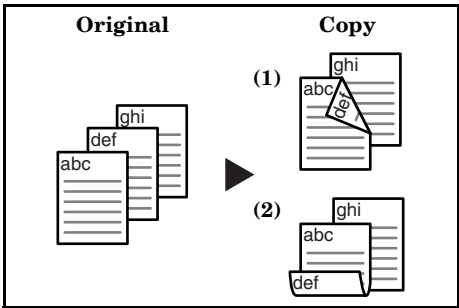 Original
ghi
def
abc
Copy
(1)
ghi
abc
def
(2)
ghi
abc
def